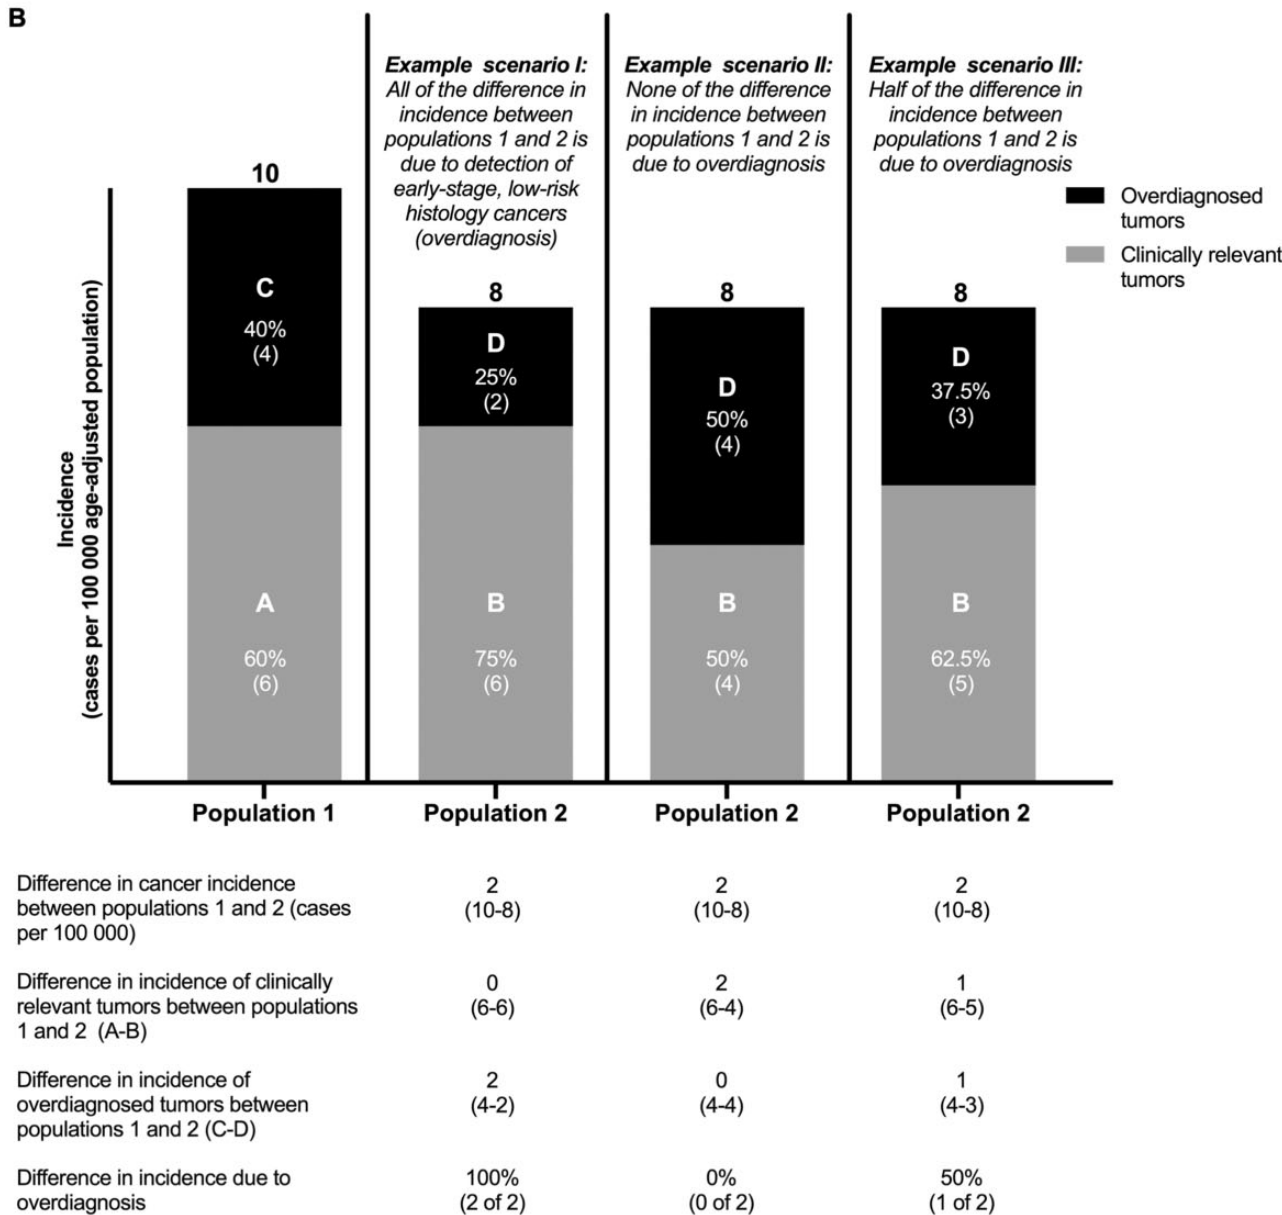 B
Example scenario I:
All of the difference in
incidence between
populations 1 and 2 is
due to detection of
early-stage, low-risk
histology cancers
(overdiagnosis)
Example scenario II:
None of the difference
in incidence between
populations 1 and 2 is
due to overdiagnosis
Example scenario III:
Half of the difference in
incidence between
populations 1 and 2 is
due to overdiagnosis
Overdiagnosed
tumors
Clinically relevant
tumors
Incidence
(cases per 100 000 age-adjusted population)
10
C
40%
(4)
A
60%
(6)
8
D
25%
(2)
B
75%
(6)
8
D
50%
(4)
B
50%
(4)
8
D
37.5%
(3)
B
62.5%
(5)
Population 1
Population 2
Population 2
Population 2
Difference in cancer incidence
between populations 1 and 2 (cases
per 100 000)
2
(10-8)
2
(10-8)
2
(10-8)
Difference in incidence of clinically
relevant tumors between populations
1 and 2 (A-B)
0
(6-6)
2
(6-4)
1
(6-5)
Difference in incidence of
overdiagnosed tumors between
populations 1 and 2 (C-D)
2
(4-2)
0
(4-4)
1
(4-3)
Difference in incidence due to
overdiagnosis
100%
(2 of 2)
0%
(0 of 2)
50%
(1 of 2)